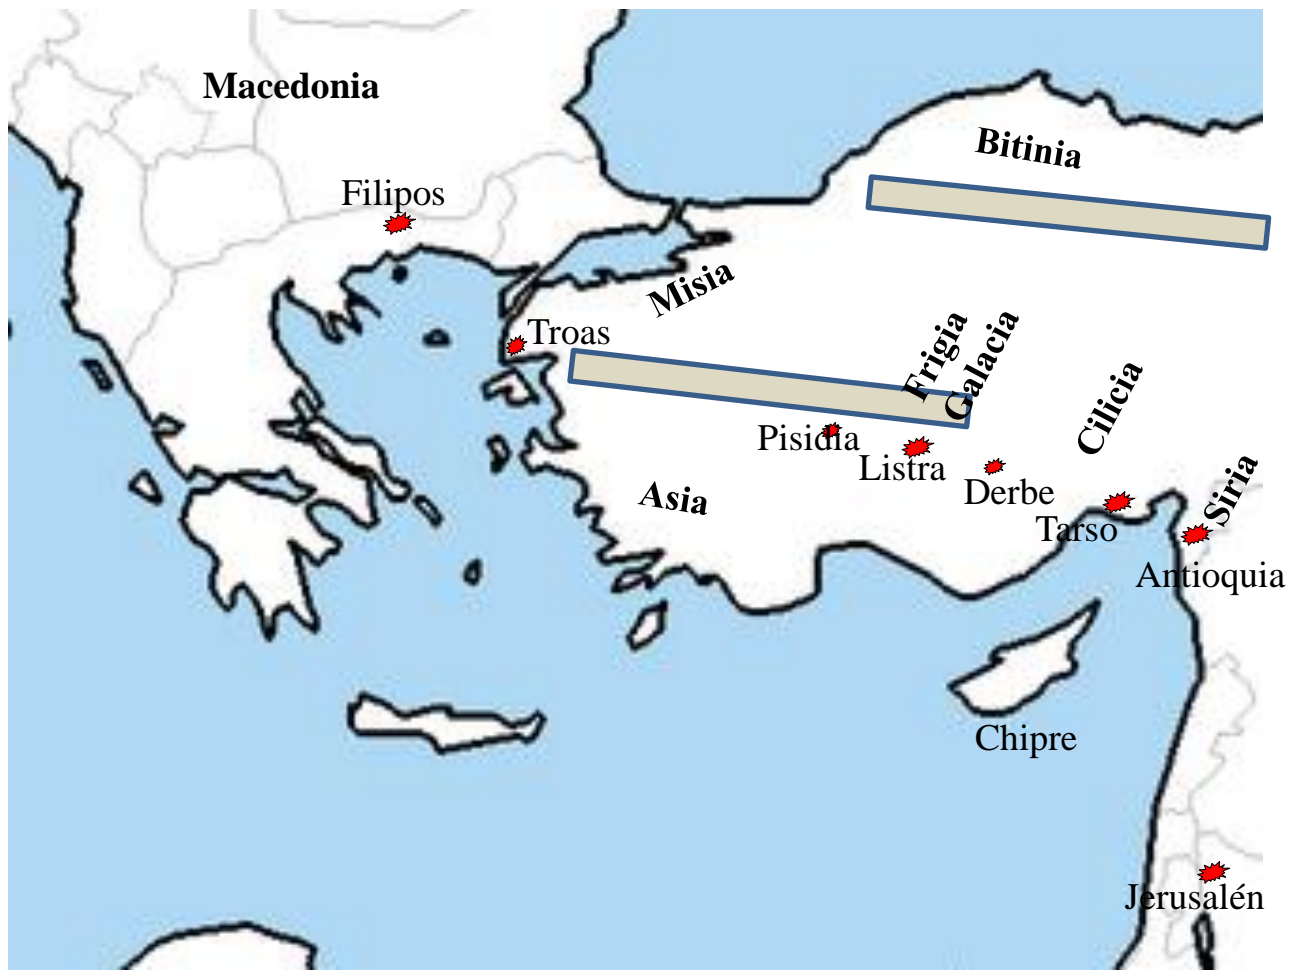 Macedonia
Bitinia
Filipos
Misia
Troas
Frigia
Galacia
Cilicia
Pisidia
Listra
Siria
Derbe
Asia
Tarso
Antioquia
Chipre
Jerusalén